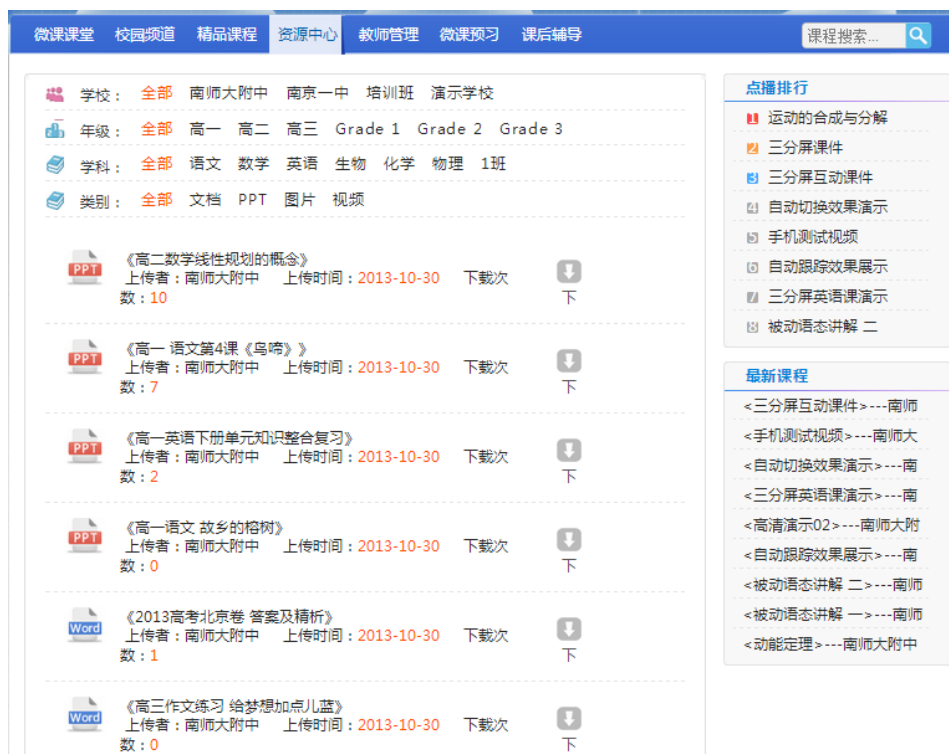 微课课堂 校园频道 精品课程 资源中心 教师管理 微课预习 课后辅导 课程搜索...
学校： 全部 南师大附中 南京一中 培训班 演示学校
年级： 全部 高一 高二 高三 Grade 1 Grade 2 Grade 3
学科： 全部 语文 数学 英语 生物 化学 物理 1班
类别： 全部 文档 PPT 图片 视频
PPT
《高二数学线性规划的概念》
上传者：南师大附中 上传时间：2013-10-30 下载次
数：10
下
PPT
《高一 语文第4课《鸟啼》》
上传者：南师大附中 上传时间：2013-10-30 下载次
数：7
下
PPT
《高一英语下册单元知识整合复习》
上传者：南师大附中 上传时间：2013-10-30 下载次
数：2
下
PPT
《高一语文 故乡的榕树》
上传者：南师大附中 上传时间：2013-10-30 下载次
数：0
下
Word
《2013高考北京卷 答案及精析》
上传者：南师大附中 上传时间：2013-10-30 下载次
数：1
下
Word
《高三作文练习 给梦想加点儿蓝》
上传者：南师大附中 上传时间：2013-10-30 下载次
数：0
下
点播排行
1 运动的合成与分解
2 三分屏课件
3 三分屏互动课件
4 自动切换效果演示
5 手机测试视频
6 自动跟踪效果展示
7 三分屏英语课演示
8 被动语态讲解 二
最新课程
<三分屏互动课件>---南师
<手机测试视频>---南师大
<自动切换效果演示>---南
<三分屏英语课演示>---南
<高清演示02>---南师大附
<自动跟踪效果展示>---南
<被动语态讲解 二>---南师
<被动语态讲解 一>---南师
<动能定理>---南师大附中